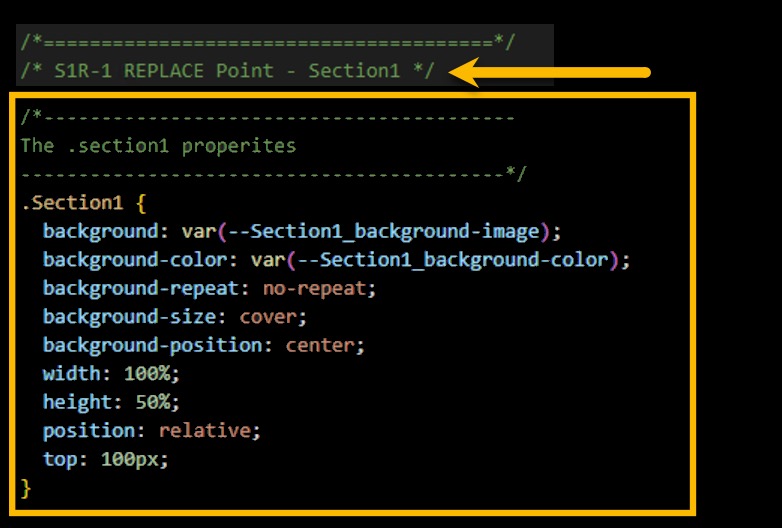 /*=======================================*/
/* S1R-1 REPLACE Point - Section1 */
/*-----------------------------------------
The .section1 properites
------------------------------------------*/
.Section1 {
  background: var(--Section1_background-image);
  background-color: var(--Section1_background-color);
  background-repeat: no-repeat;
  background-size: cover;
  background-position: center;
  width: 100%;
  height: 50%;
  position: relative;
  top: 100px;
}